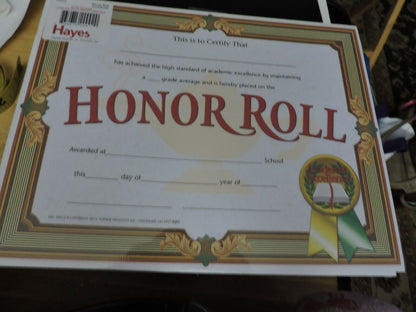 Hayes
This is to Certify That
has achieved the high standard of academic excellence by maintaining
a grade average and is hereby placed on the
HONOR ROLL
Awarded at School
this day of year of